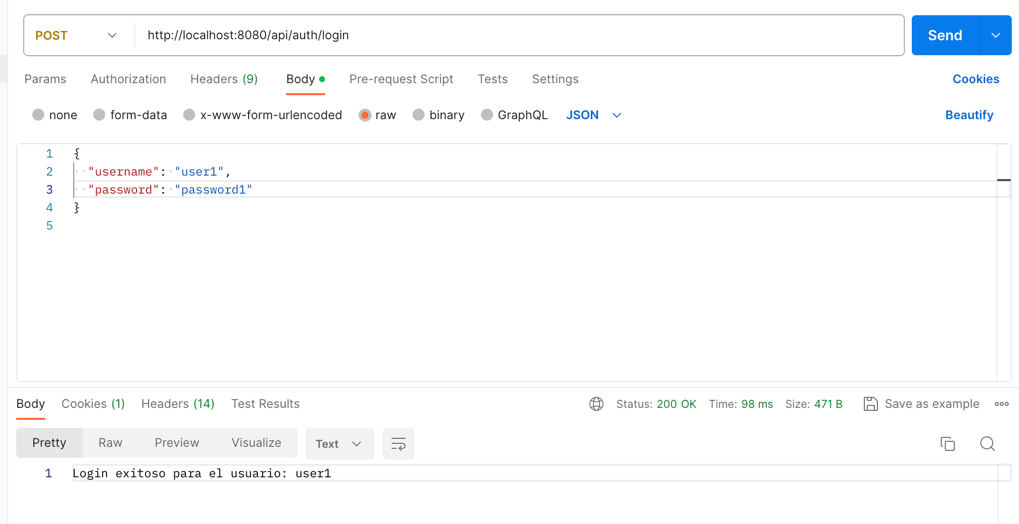 POST http://localhost:8080/api/auth/login Send
Params Authorization Headers (9) Body Pre-request Script Tests Settings Cookies
none form-data x-www-form-urlencoded raw binary GraphQL JSON Beautify
1 {
2 "username": "user1",
3 "password": "password1"
4 }
5
Body Cookies (1) Headers (14) Test Results Status: 200 OK Time: 98 ms Size: 471 B Save as example
Pretty Raw Preview Visualize Text
1 Login exitoso para el usuario: user1